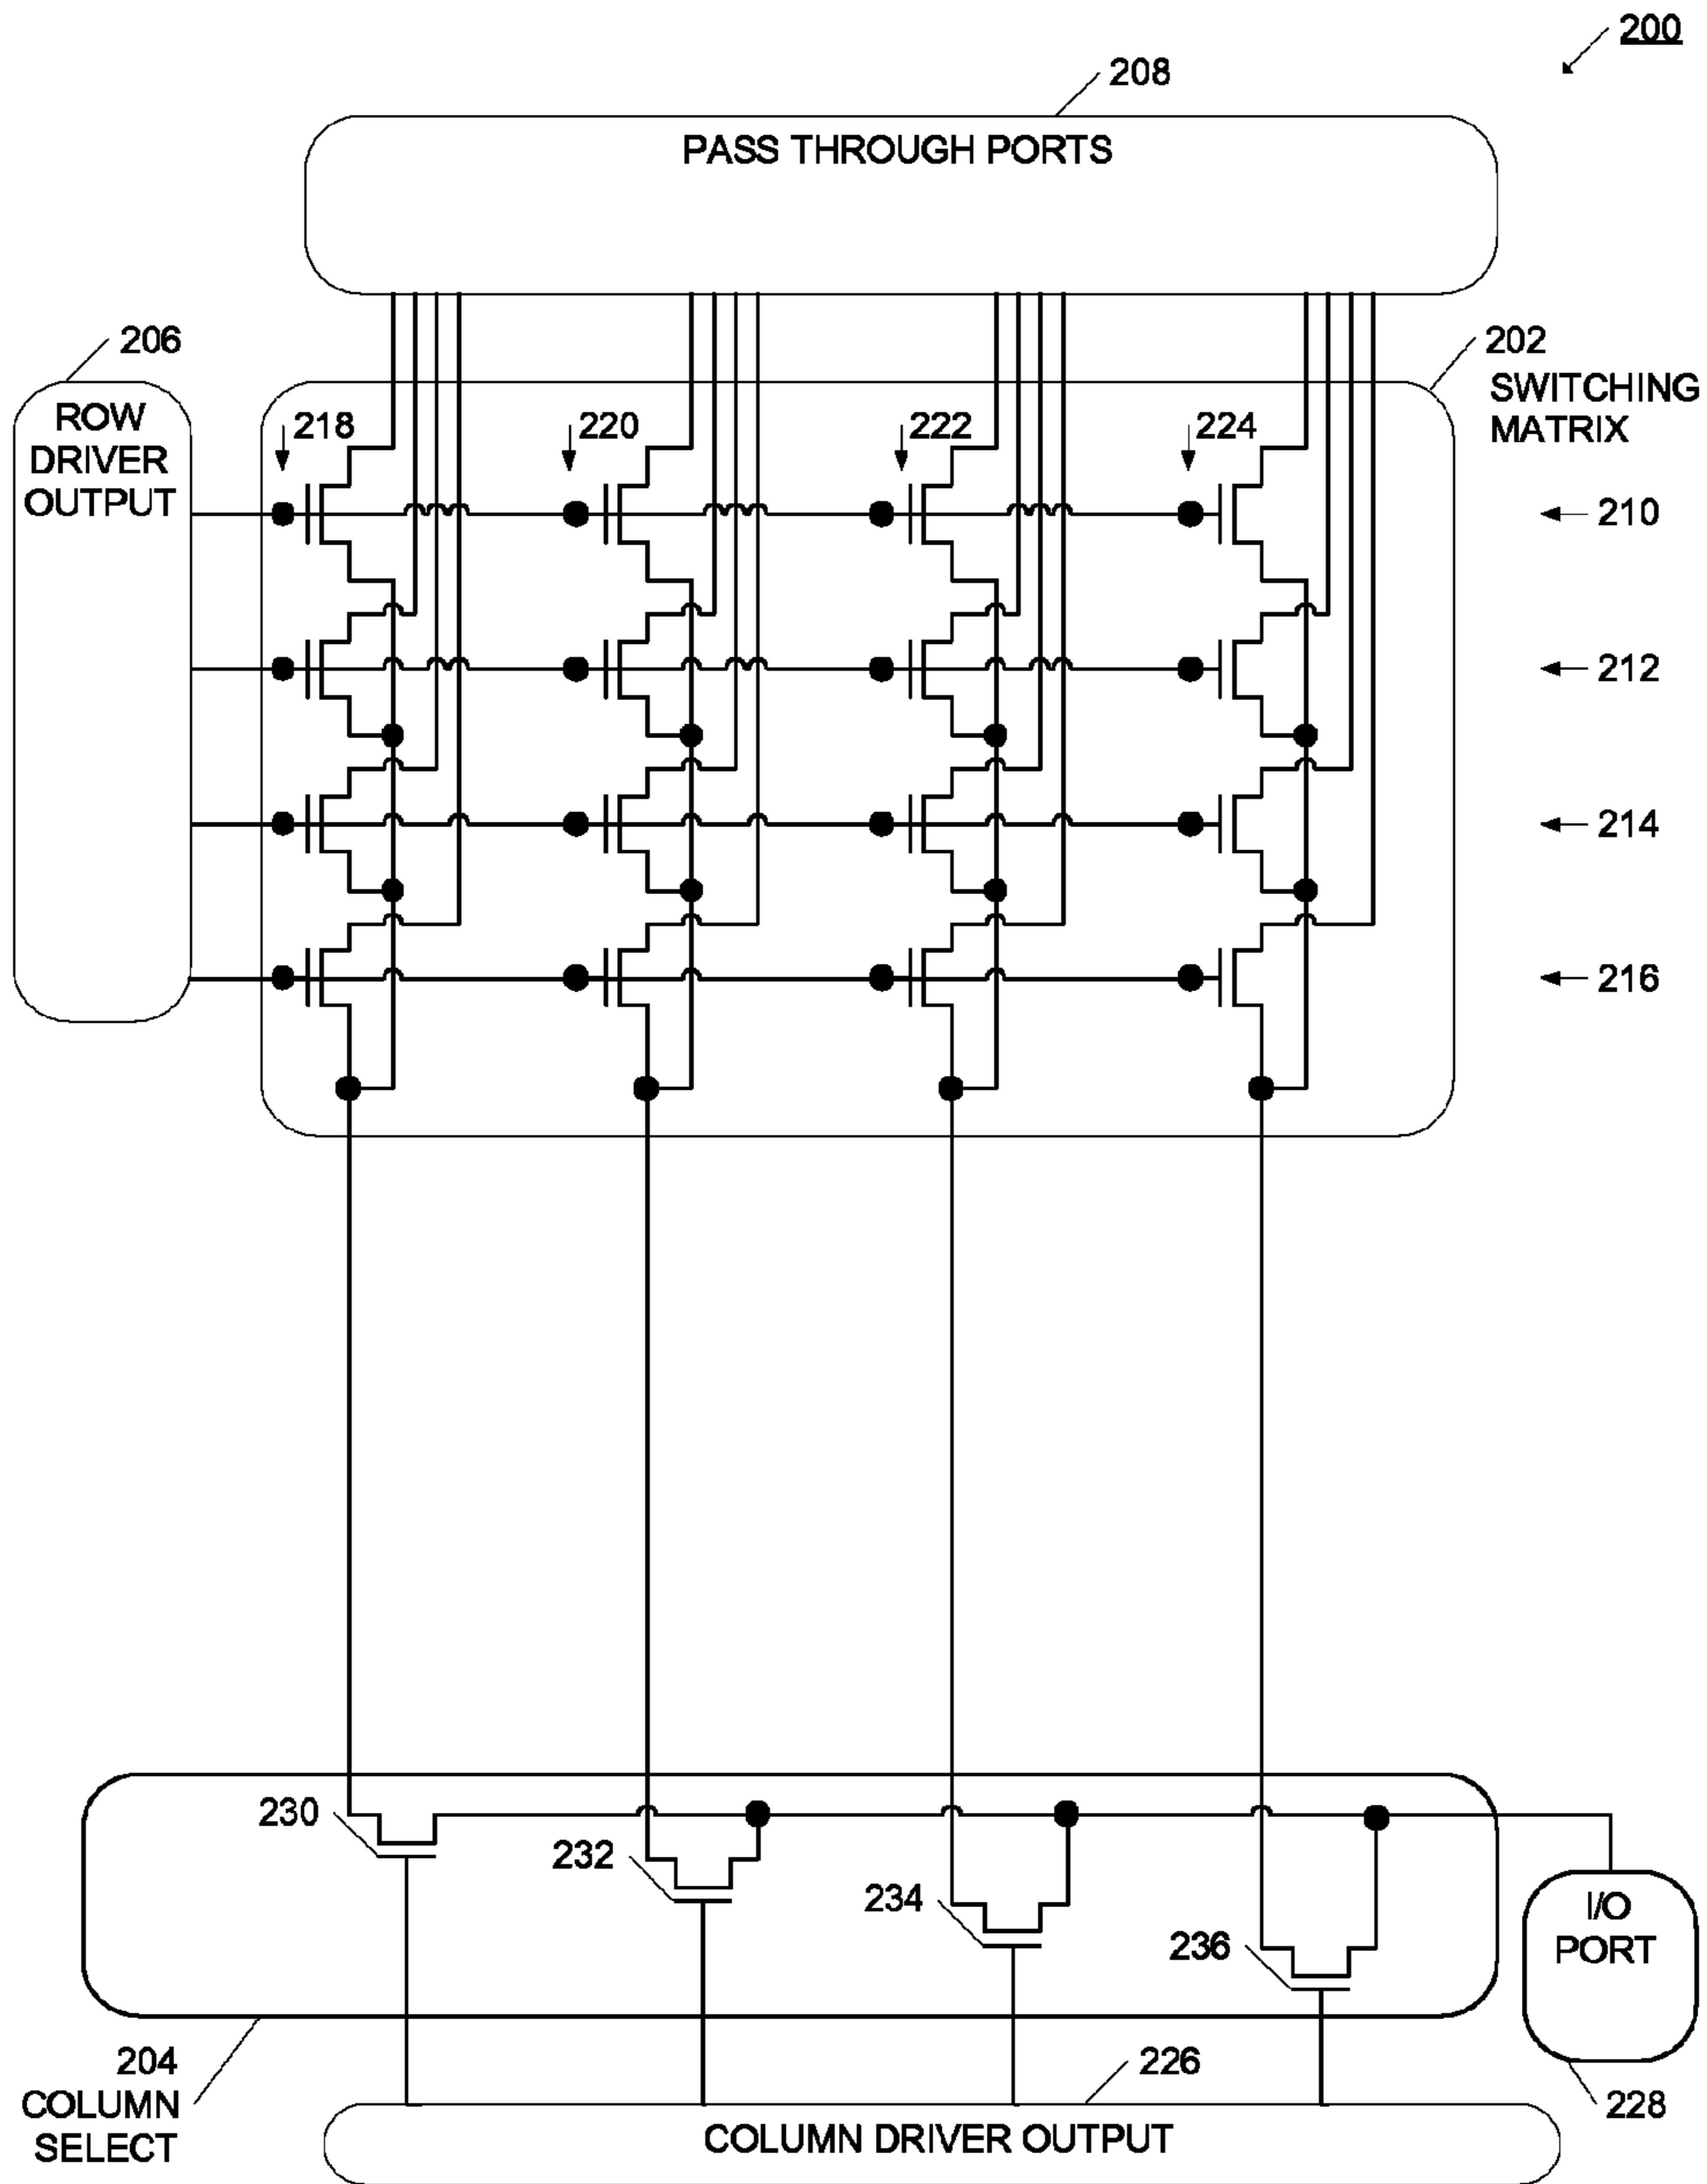 200
208
PASS THROUGH PORTS
206
202
SWITCHING
MATRIX
ROW
DRIVER
OUTPUT
218
220
222
224
210
212
214
216
230
232
234
236
I/O
PORT
204
COLUMN
SELECT
226
228
COLUMN DRIVER OUTPUT